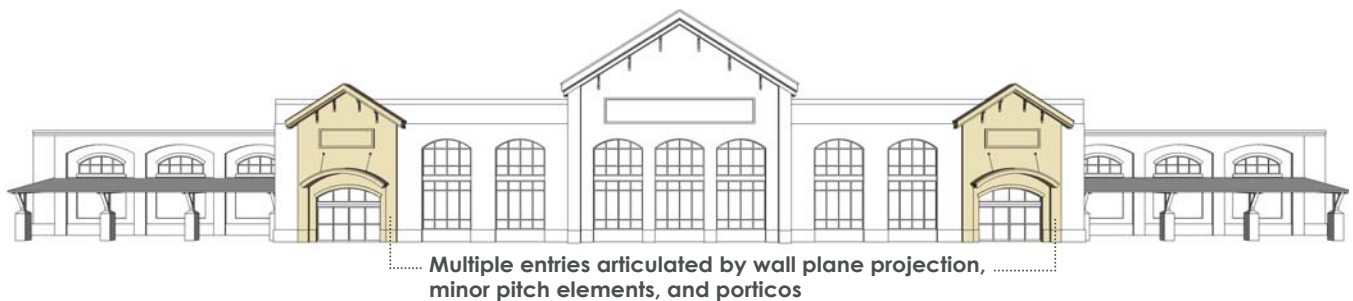 Multiple entries articulated by wall plane projection,
minor pitch elements, and porticos